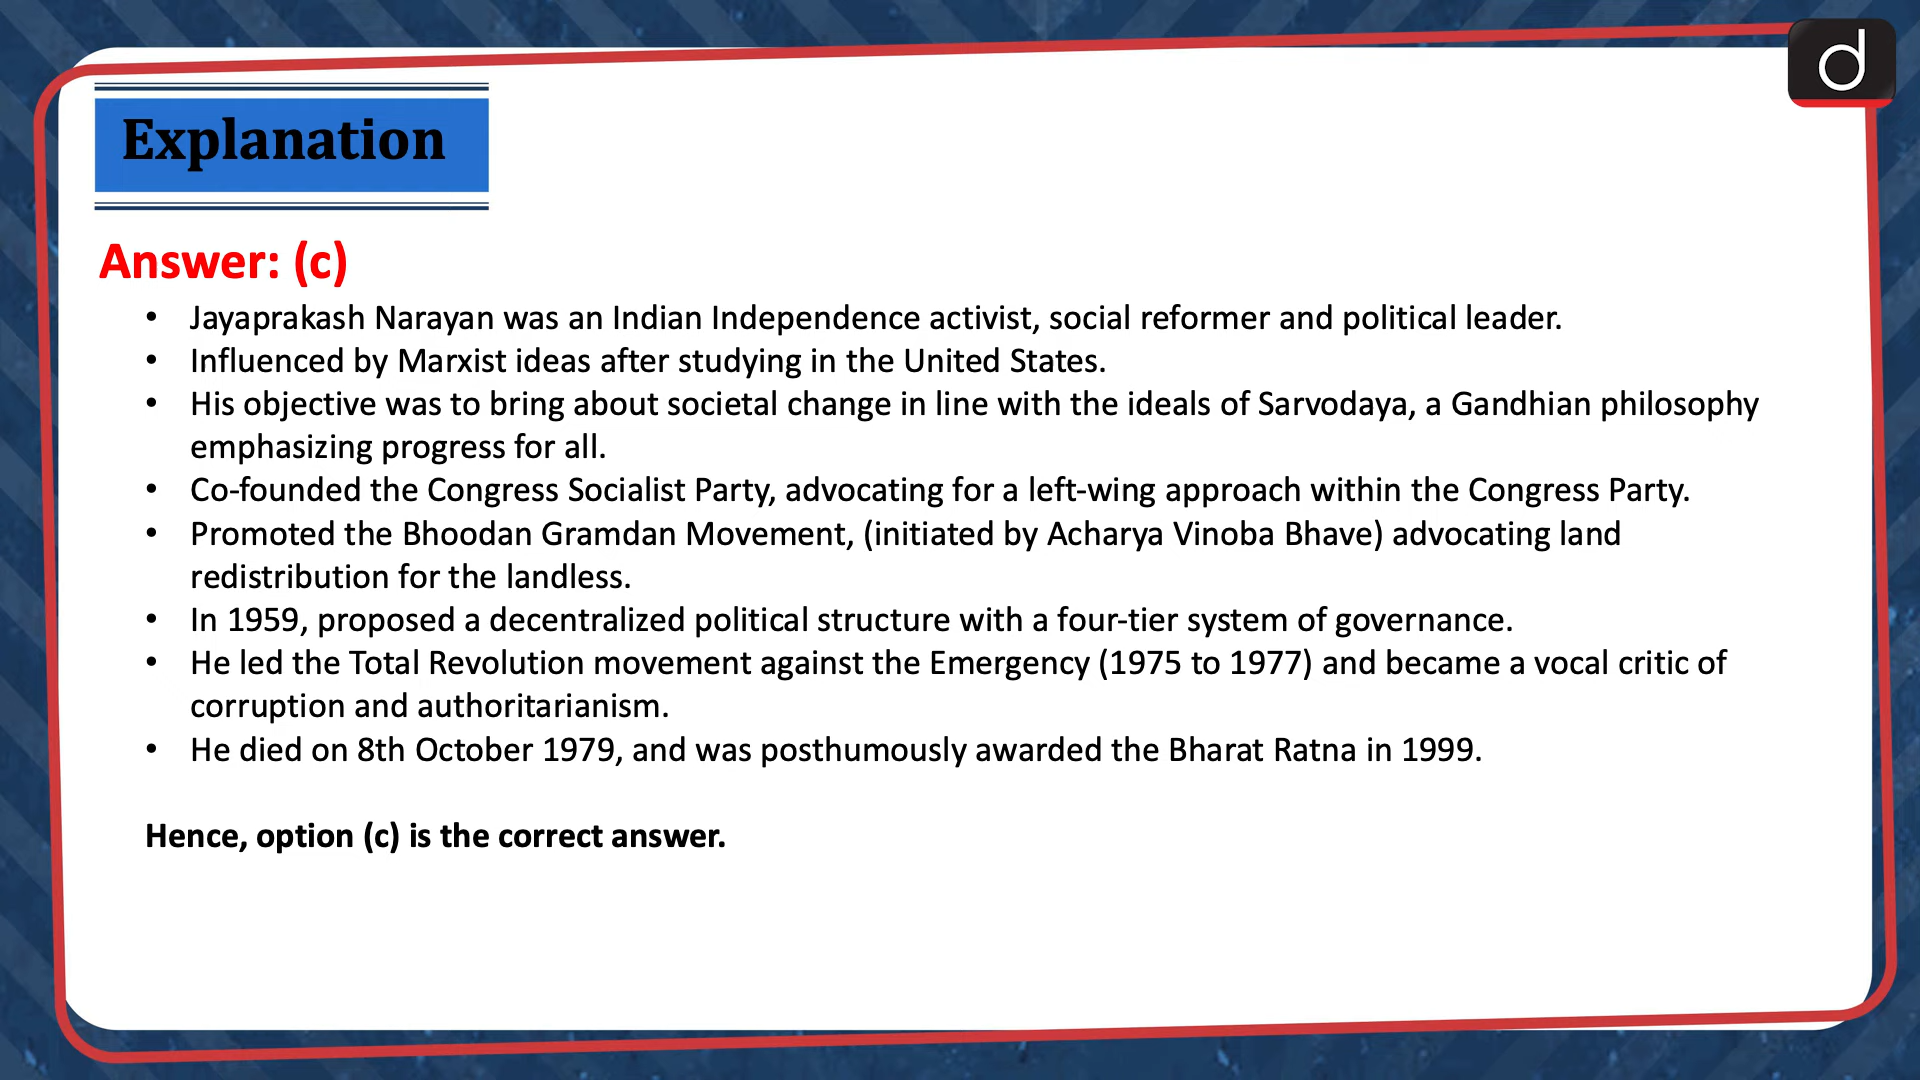 d
Explanation
Answer: (c)
• Jayaprakash Narayan was an Indian Independence activist, social reformer and political leader.
• Influenced by Marxist ideas after studying in the United States.
• His objective was to bring about societal change in line with the ideals of Sarvodaya, a Gandhian philosophy
emphasizing progress for all.
• Co-founded the Congress Socialist Party, advocating for a left-wing approach within the Congress Party.
• Promoted the Bhoodan Gramdan Movement, (initiated by Acharya Vinoba Bhave) advocating land
redistribution for the landless.
• In 1959, proposed a decentralized political structure with a four-tier system of governance.
• He led the Total Revolution movement against the Emergency (1975 to 1977) and became a vocal critic of
corruption and authoritarianism.
• He died on 8th October 1979, and was posthumously awarded the Bharat Ratna in 1999.
Hence, option (c) is the correct answer.